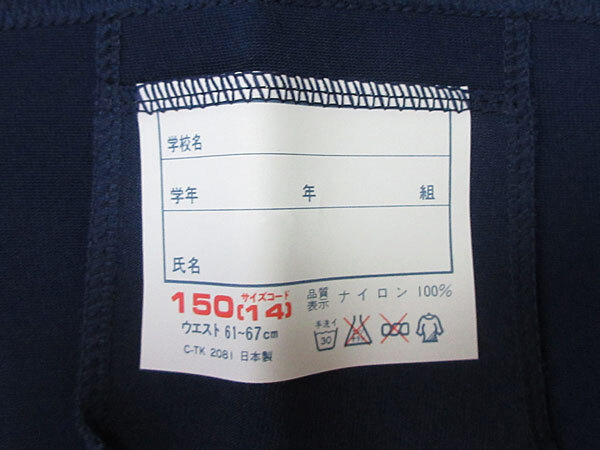 学校名
学年 年 組
氏名
150(14) サイズコード
ウエスト 61~67cm
C-TK 2081 日本製
品質表示 ナイロン 100%
手洗イ
30